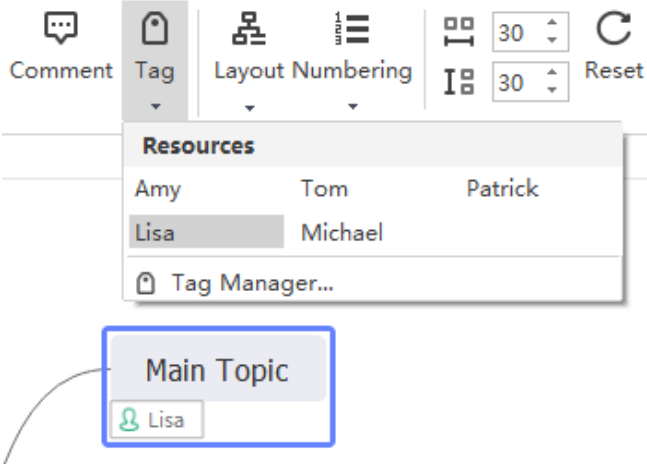 30
Comment Tag Layout Numbering Reset
30
Resources
Amy Tom Patrick
Lisa Michael
Tag Manager...
Main Topic
Lisa